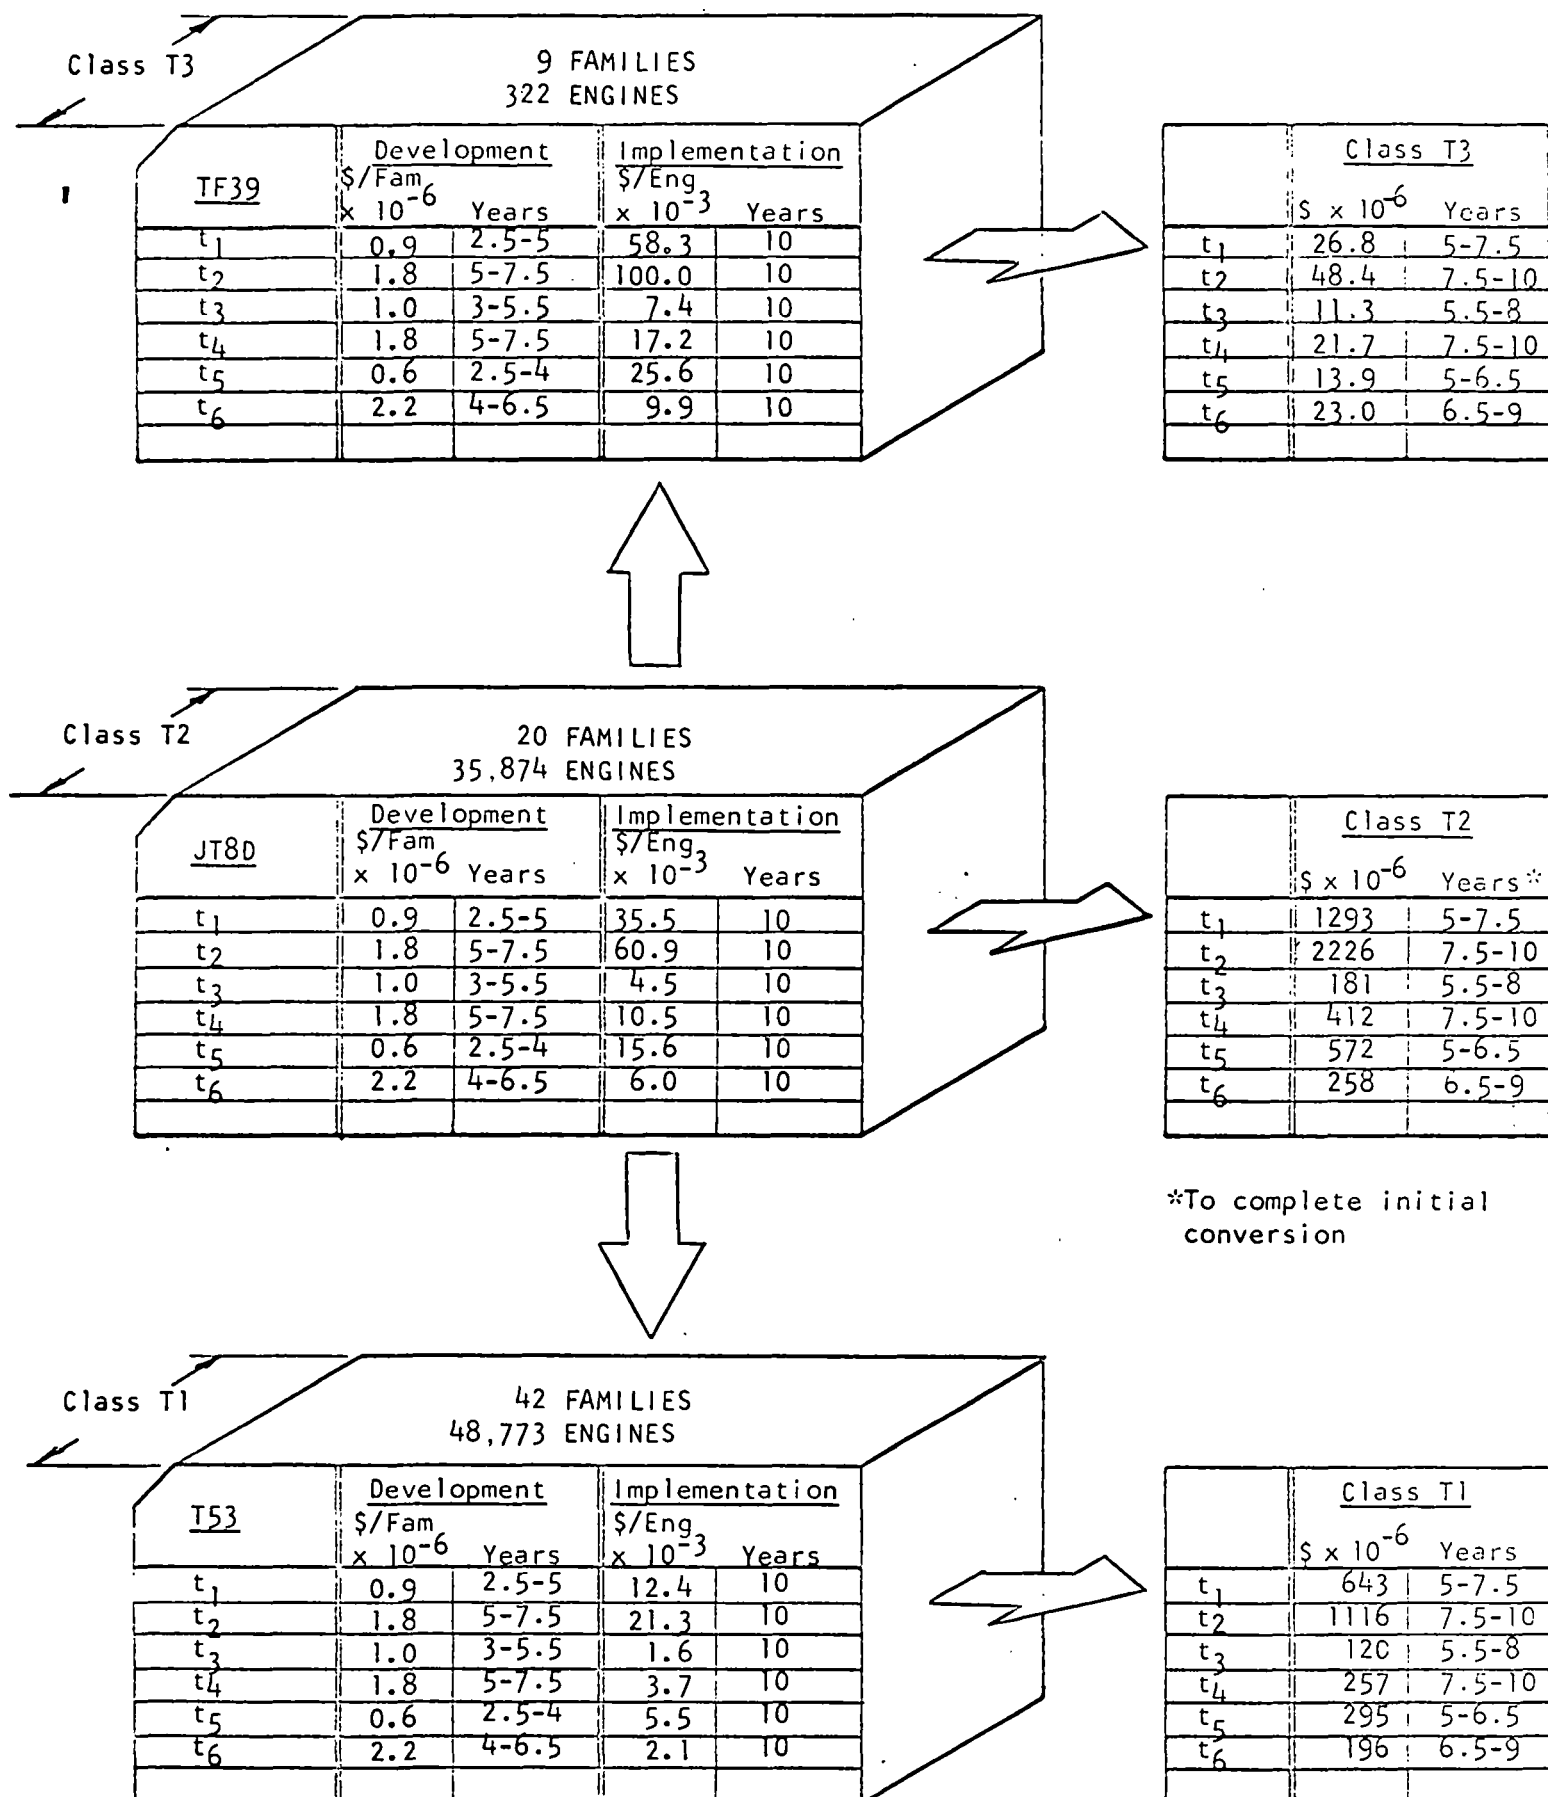 Class T3
9 FAMILIES
322 ENGINES
TF39 Development Implementation
$/Fam $/Eng
x 10-6 Years x 10-3 Years
t1 0.9 2.5-5 58.3 10
t2 1.8 5-7.5 100.0 10
t3 1.0 3-5.5 7.4 10
t4 1.8 5-7.5 17.2 10
t5 0.6 2.5-4 25.6 10
t6 2.2 4-6.5 9.9 10
Class T3
$ x 10-6 Years
t1 26.8 5-7.5
t2 48.4 7.5-10
t3 11.3 5.5-8
t4 21.7 7.5-10
t5 13.9 5-6.5
t6 23.0 6.5-9
Class T2
20 FAMILIES
35,874 ENGINES
JT8D Development Implementation
$/Fam $/Eng
x 10-6 Years x 10-3 Years
t1 0.9 2.5-5 35.5 10
t2 1.8 5-7.5 60.9 10
t3 1.0 3-5.5 4.5 10
t4 1.8 5-7.5 10.5 10
t5 0.6 2.5-4 15.6 10
t6 2.2 4-6.5 6.0 10
Class T2
$ x 10-6 Years*
t1 1293 5-7.5
t2 2226 7.5-10
t3 181 5.5-8
t4 412 7.5-10
t5 572 5-6.5
t6 258 6.5-9
*To complete initial
conversion
Class T1
42 FAMILIES
48,773 ENGINES
T53 Development Implementation
$/Fam $/Eng
x 10-6 Years x 10-3 Years
t1 0.9 2.5-5 12.4 10
t2 1.8 5-7.5 21.3 10
t3 1.0 3-5.5 1.6 10
t4 1.8 5-7.5 3.7 10
t5 0.6 2.5-4 5.5 10
t6 2.2 4-6.5 2.1 10
Class T1
$ x 10-6 Years
t1 643 5-7.5
t2 1116 7.5-10
t3 120 5.5-8
t4 257 7.5-10
t5 295 5-6.5
t6 196 6.5-9